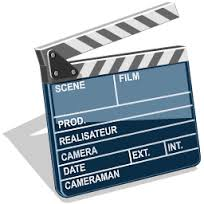 SCENE FILM
PROD.
REALISATEUR
CAMERA EXT. INT.
DATE
CAMERAMAN